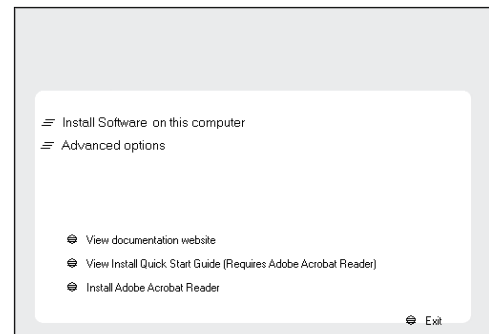 Install Software on this computer
Advanced options
View documentation website
View Install Quick Start Guide (Requires Adobe Acrobat Reader)
Install Adobe Acrobat Reader
Exit